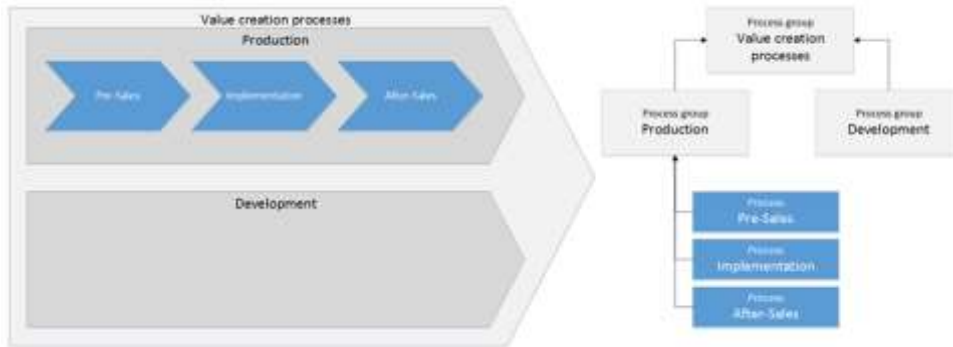 Value creation processes
Production
Pre-Sales
Implementation
After-Sales
Development
Process group
Value creation
processes
Process group
Production
Process group
Development
Process
Pre-Sales
Process
Implementation
Process
After-Sales